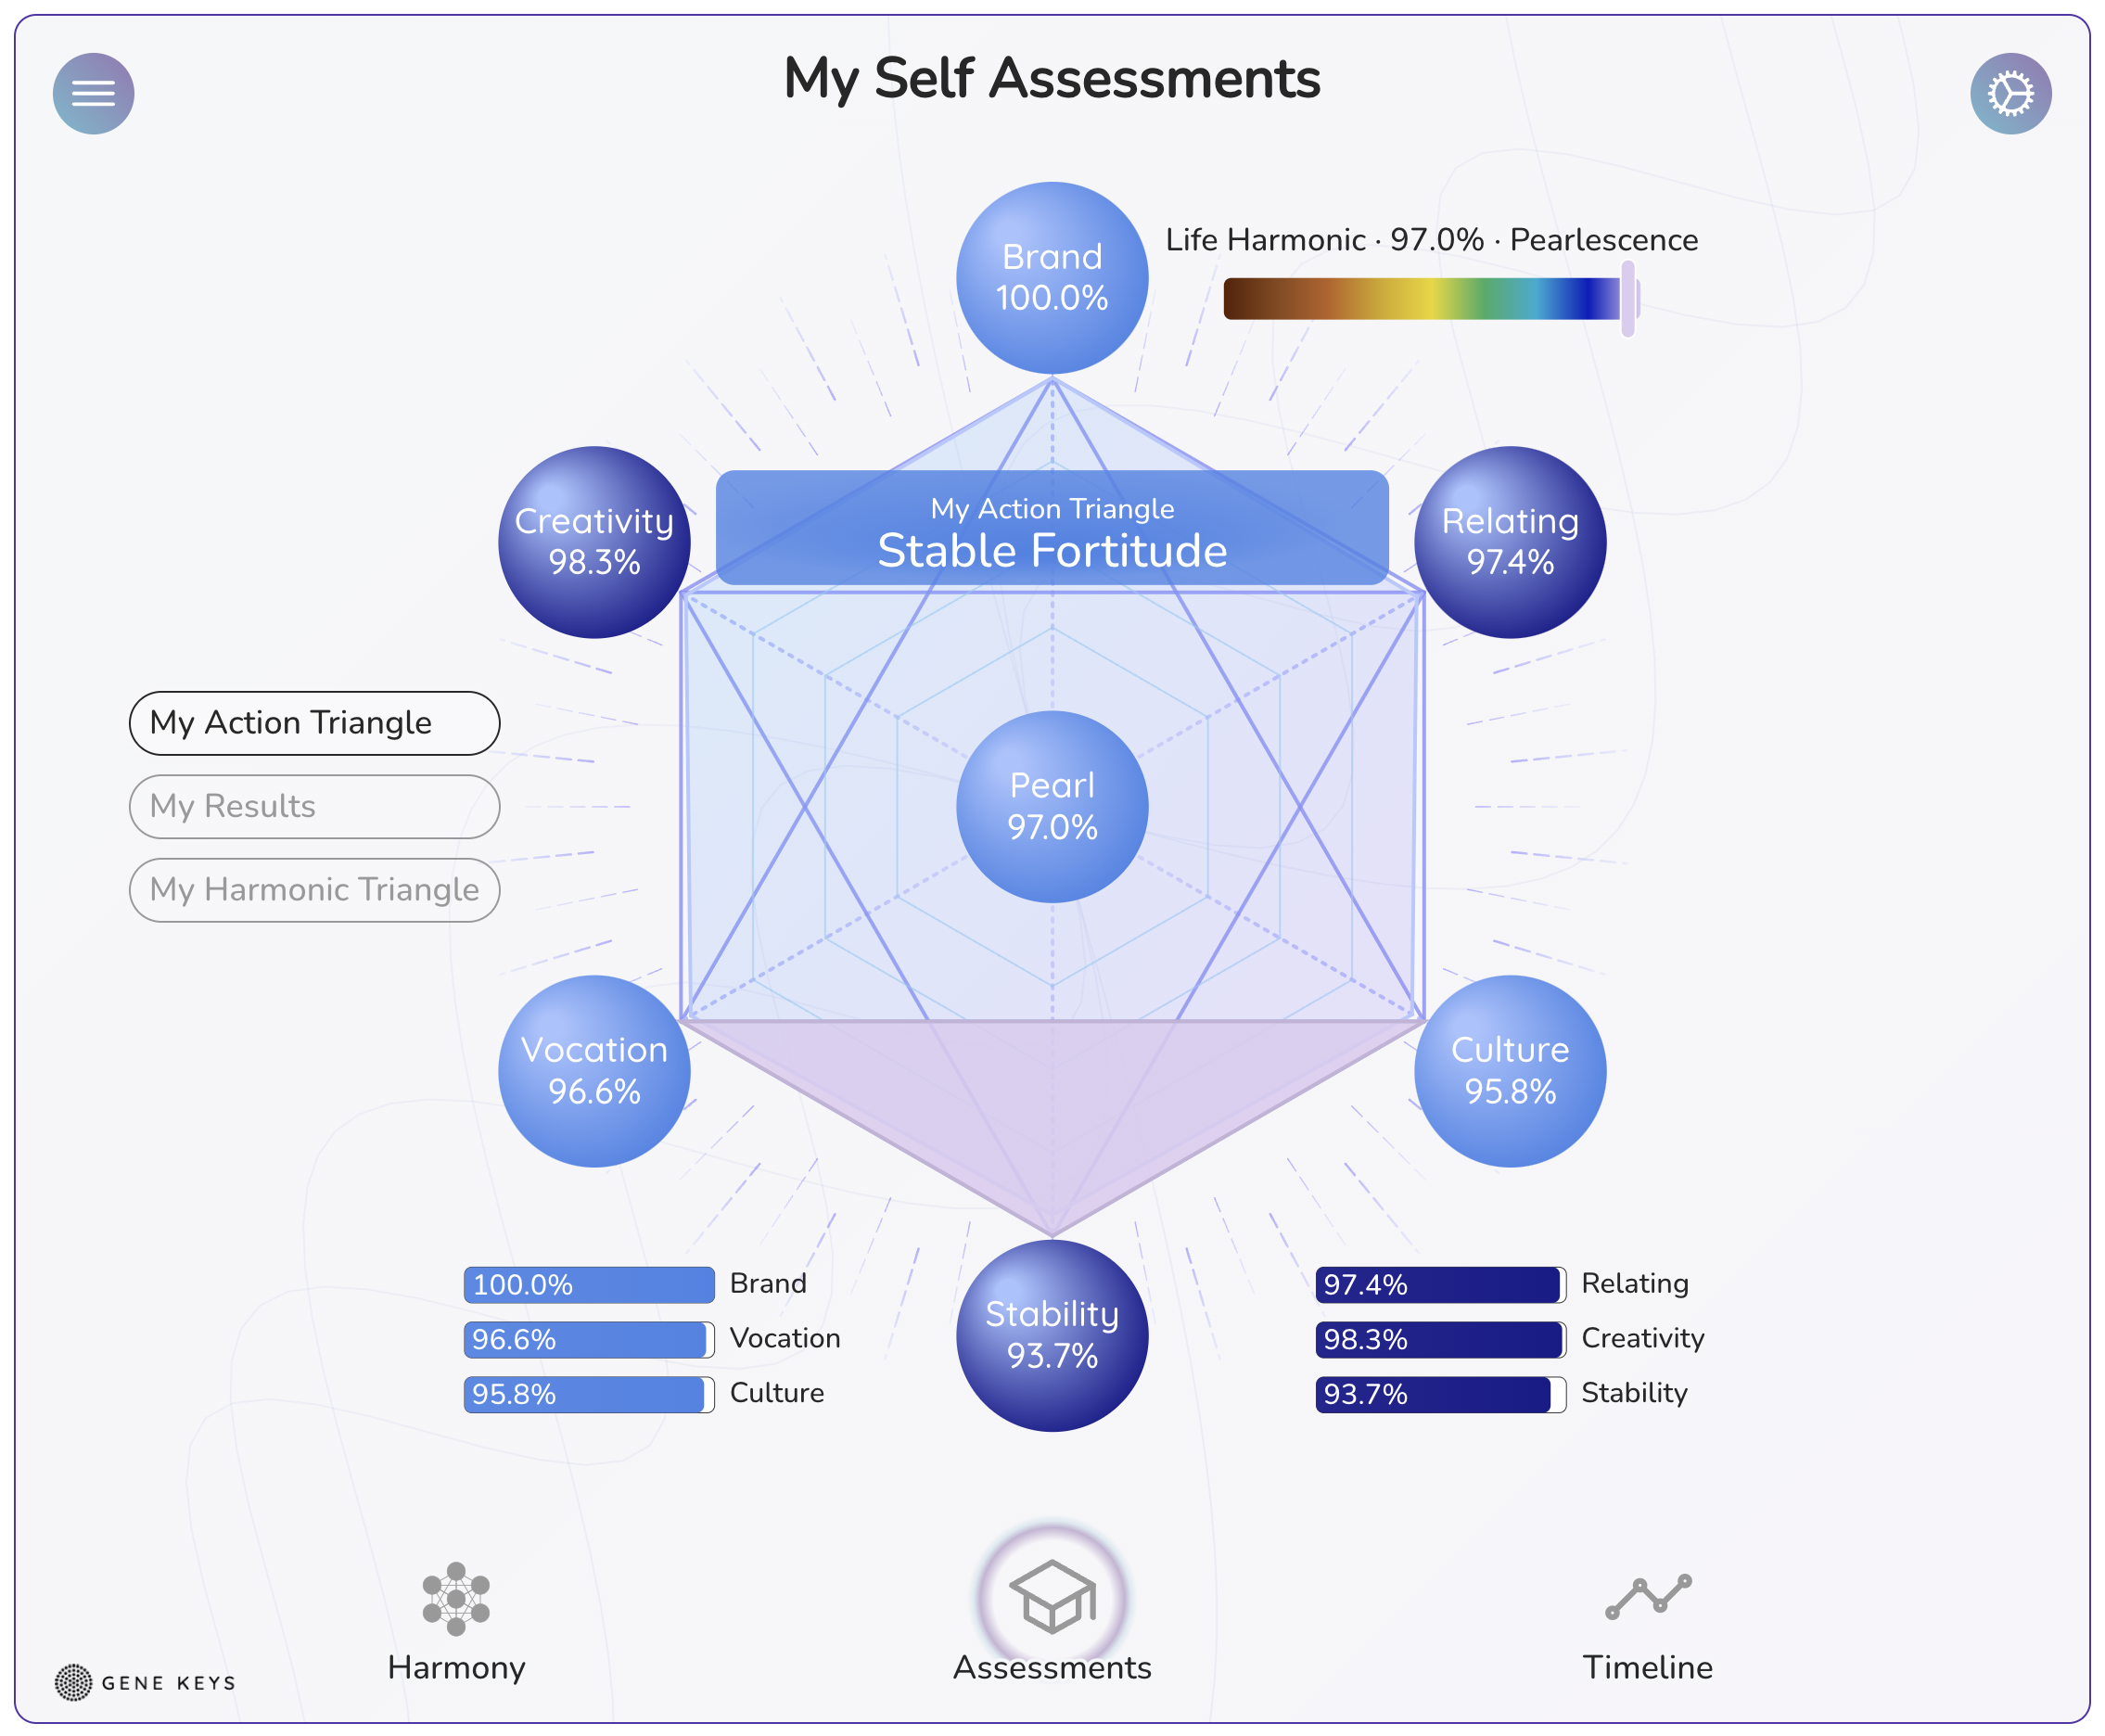 My Self Assessments
Life Harmonic · 97.0% · Pearlescence
Brand
100.0%
My Action Triangle
Stable Fortitude
Creativity
98.3%
Relating
97.4%
My Action Triangle
My Results
My Harmonic Triangle
Pearl
97.0%
Vocation
96.6%
Culture
95.8%
Stability
93.7%
100.0% Brand
96.6% Vocation
95.8% Culture
97.4% Relating
98.3% Creativity
93.7% Stability
Harmony
Assessments
Timeline
GENE KEYS